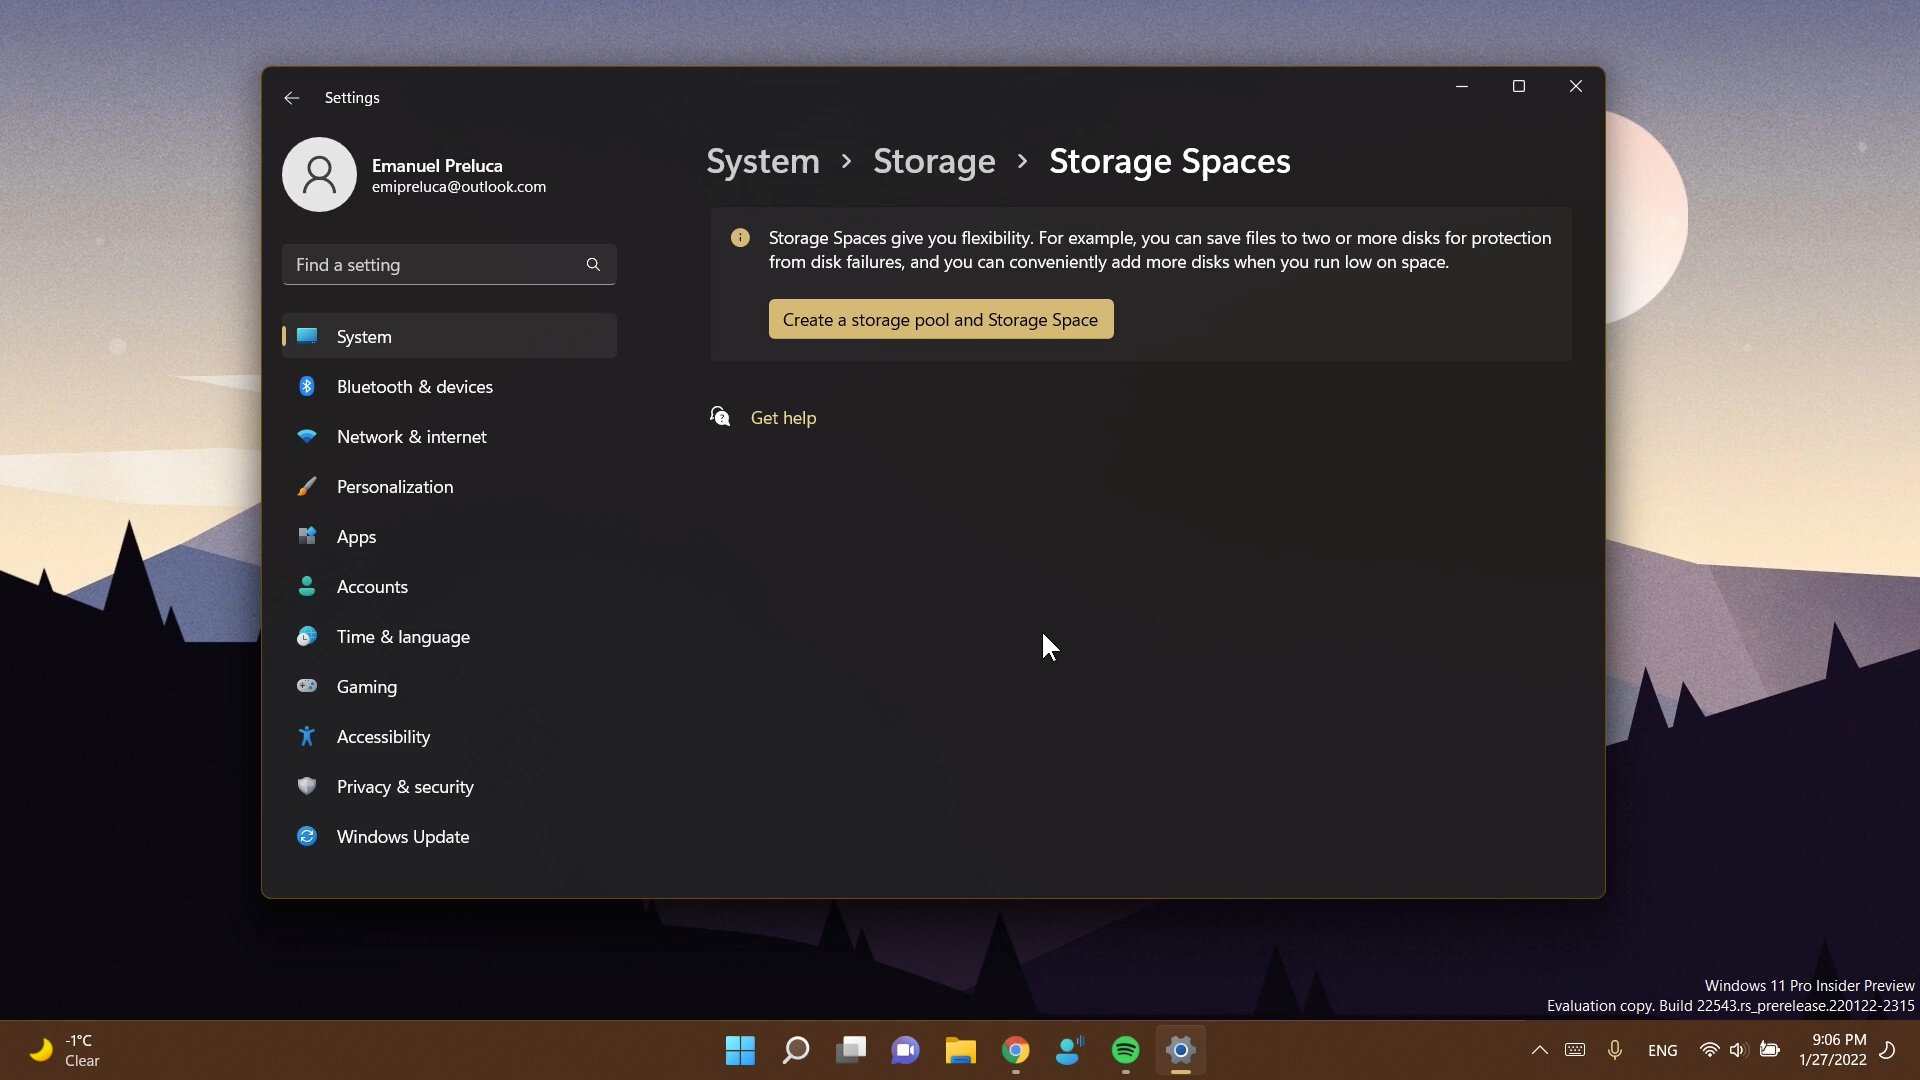 Settings
Emanuel Preluca
emipreluca@outlook.com
Find a setting
System
Bluetooth & devices
Network & internet
Personalization
Apps
Accounts
Time & language
Gaming
Accessibility
Privacy & security
Windows Update
System > Storage > Storage Spaces
Storage Spaces give you flexibility. For example, you can save files to two or more disks for protection
from disk failures, and you can conveniently add more disks when you run low on space.
Create a storage pool and Storage Space
Get help
Windows 11 Pro Insider Preview
Evaluation copy. Build 22543.rs_prerelease.220122-2315
-1°C
Clear
ENG
9:06 PM
1/27/2022